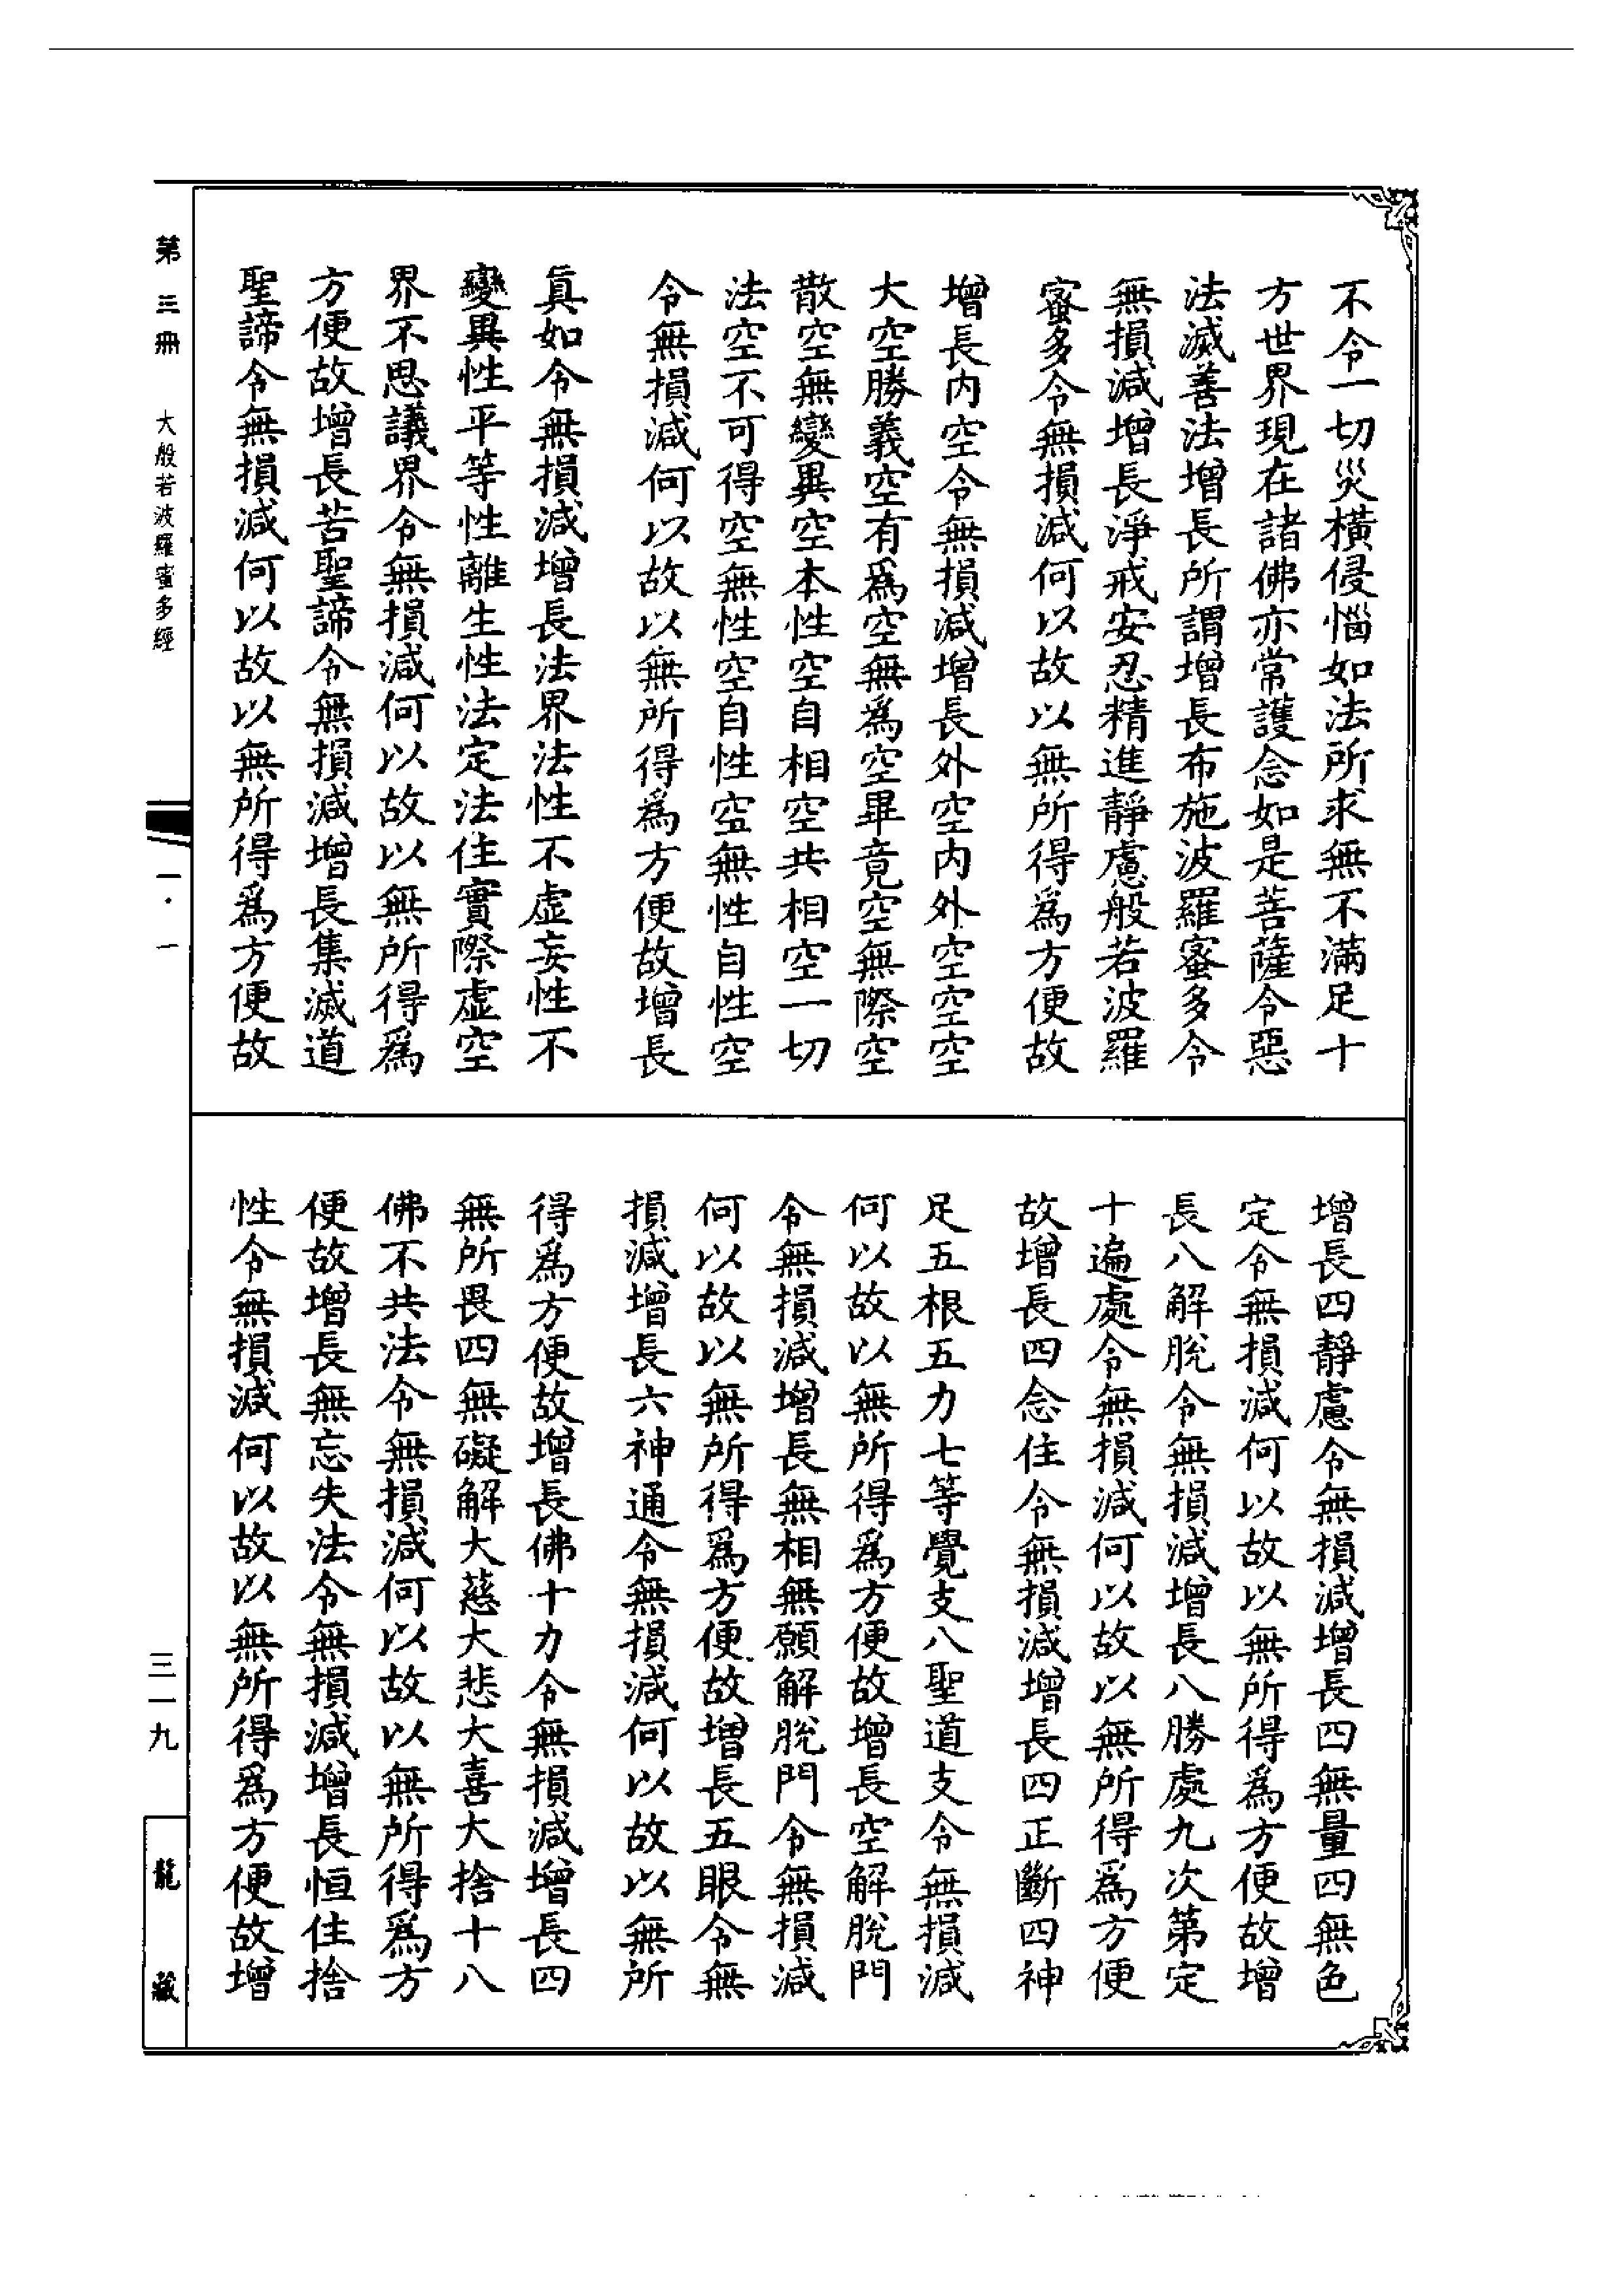 不令一切災橫侵惱如法所求無不滿足十
方世界現在諸佛亦常護念如是菩薩令惡
法滅善法增長所謂增長布施波羅蜜多令
無損減增長淨戒安忍精進靜慮般若波羅
蜜多令無損減何以故以無所得爲方便故
增長內空令無損減增長外空內外空空空
大空勝義空有爲空無爲空畢竟空無際空
散空無變異空本性空自相空共相空一切
法空不可得空無性空自性空無性自性空
令無損減何以故以無所得爲方便故增長
真如令無損減增長法界法性不虛妄性不
變異性平等性離生性法定法住實際虛空
界不思議界令無損減何以故以無所得爲
方便故增長苦聖諦令無損減增長集滅道
聖諦令無損減何以故以無所得爲方便故
增長四靜慮令無損減增長四無量四無色
定令無損減何以故以無所得爲方便故增
長八解脫令無損減增長八勝處九次第定
十遍處令無損減何以故以無所得爲方便
故增長四念住令無損減增長四正斷四神
足五根五力七等覺支八聖道支令無損減
何以故以無所得爲方便故增長空解脫門
令無損減增長無相無願解脫門令無損減
何以故以無所得爲方便故增長五眼令無
損減增長六神通令無損減何以故以無所
得爲方便故增長佛十力令無損減增長四
無所畏四無礙解大慈大悲大喜大捨十八
佛不共法令無損減何以故以無所得爲方
便故增長無忘失法令無損減增長恒住捨
性令無損減何以故以無所得爲方便故增
第三冊 大般若波羅蜜多經 一·一
三一九
龍藏